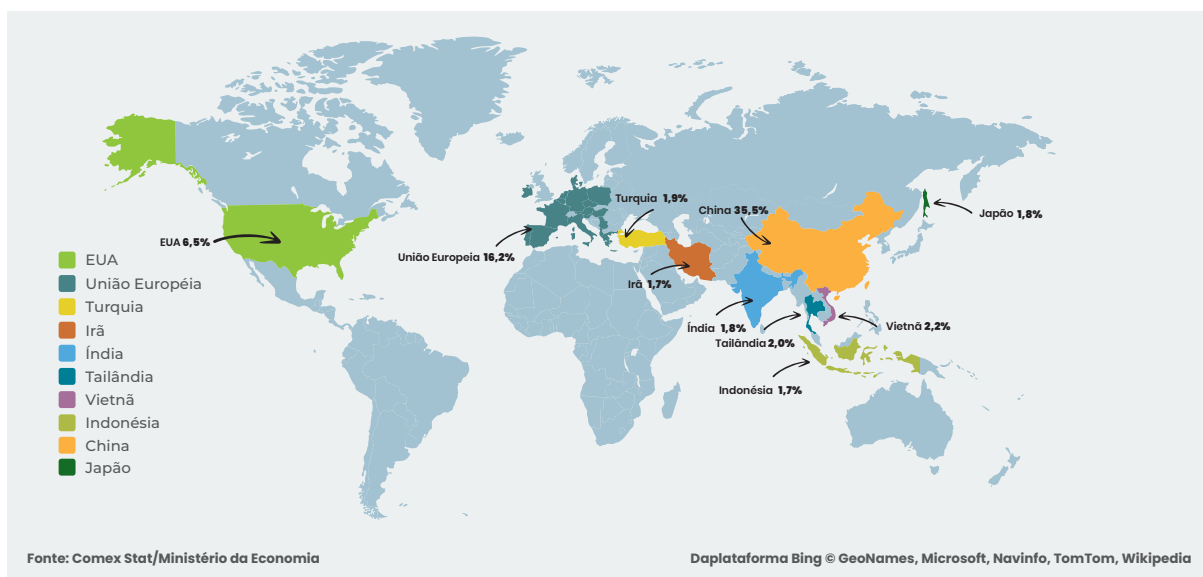 Turquia 1,9%
China 35,5%
Japão 1,8%
EUA 6,5%
União Europeia 16,2%
Irã 1,7%
Índia 1,8%
Vietnã 2,2%
Tailândia 2,0%
Indonésia 1,7%
EUA
União Européia
Turquia
Irã
Índia
Tailândia
Vietnã
Indonésia
China
Japão
Fonte: Comex Stat/Ministério da Economia
Daplataforma Bing © GeoNames, Microsoft, Navinfo, TomTom, Wikipedia